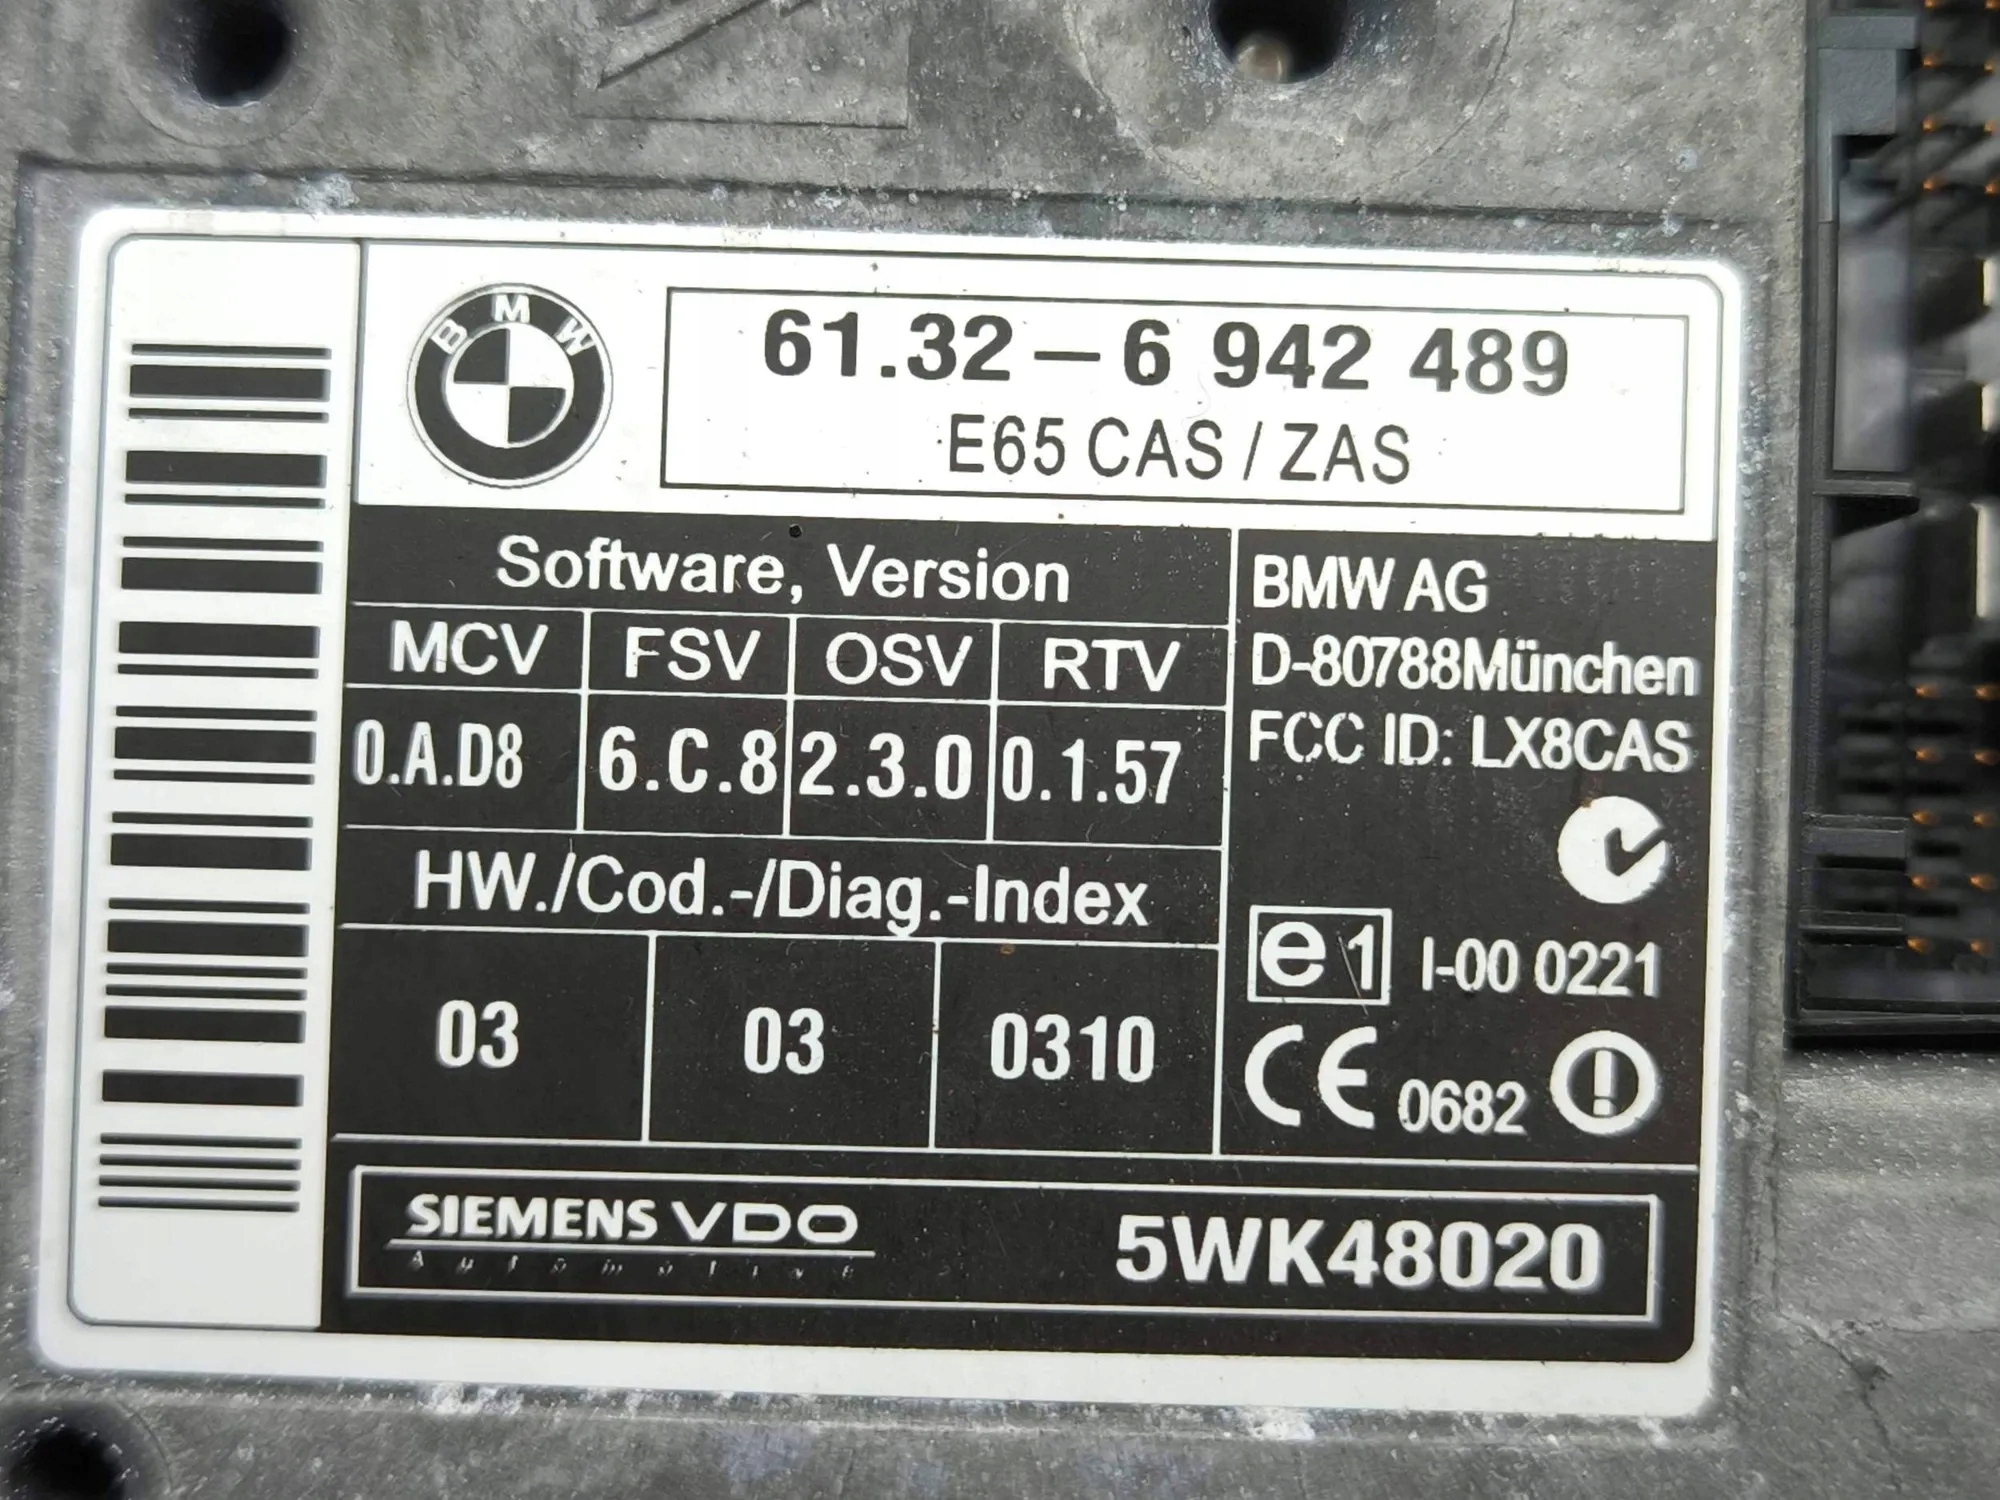 BMW
61.32-6 942 489
E65 CAS / ZAS
Software, Version
MCV FSV OSV RTV
0.A.D8 6.C.8 2.3.0 0.1.57
HW./Cod.-/Diag.-Index
03 03 0310
BMW AG
D-80788München
FCC ID: LX8CAS
e1 I-00 0221
CE 0682
SIEMENS VDO
Automotive
5WK48020